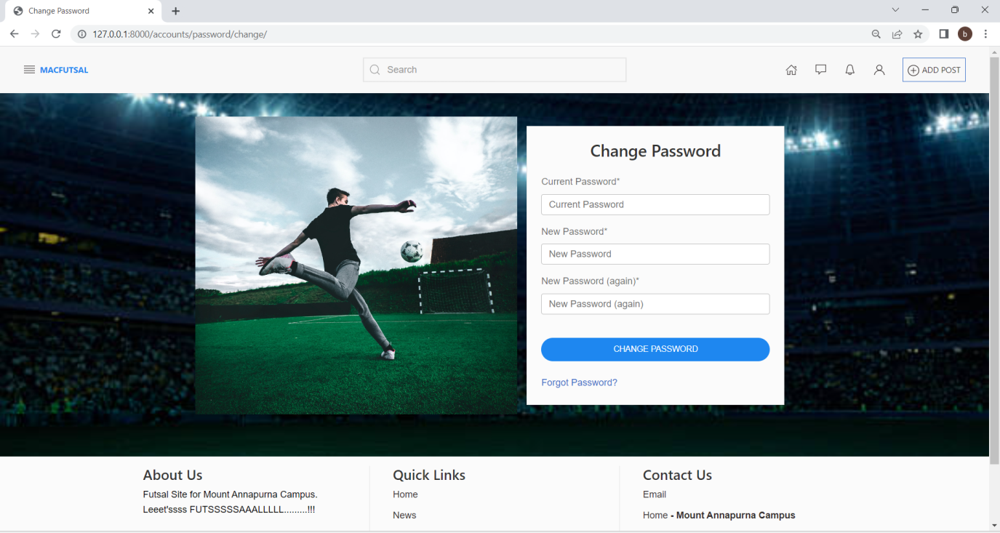 Change Password
127.0.0.1:8000/accounts/password/change/
b
MACFUTSAL
Search
ADD POST
Change Password
Current Password*
Current Password
New Password*
New Password
New Password (again)*
New Password (again)
CHANGE PASSWORD
Forgot Password?
About Us
Futsal Site for Mount Annapurna Campus.
Leeet'ssss FUTSSSSSAAALLLLL.........!!!
Quick Links
Home
News
Contact Us
Email
Home - Mount Annapurna Campus